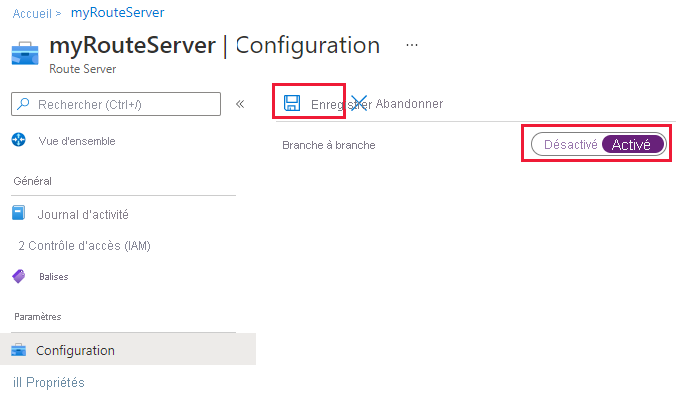 Accueil > myRouteServer
myRouteServer | Configuration ...
Route Server
Rechercher (Ctrl+/) «
Enregistrer Abandonner
Vue d'ensemble
Branche à branche Désactivé Activé
Général
Journal d'activité
2 Contrôle d'accès (IAM)
Balises
Paramètres
Configuration
ill Propriétés